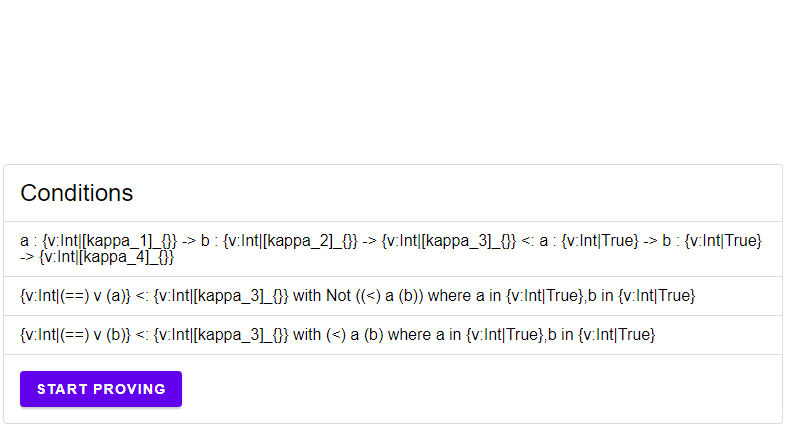 Conditions
a : {v:Int|[kappa_1]_{}} -> b : {v:Int|[kappa_2]_{}} -> {v:Int|[kappa_3]_{}} <: a : {v:Int|True} -> b : {v:Int|True}
-> {v:Int|[kappa_4]_{}}
{v:Int|(==) v (a)} <: {v:Int|[kappa_3]_{}} with Not ((<) a (b)) where a in {v:Int|True},b in {v:Int|True}
{v:Int|(==) v (b)} <: {v:Int|[kappa_3]_{}} with (<) a (b) where a in {v:Int|True},b in {v:Int|True}
START PROVING